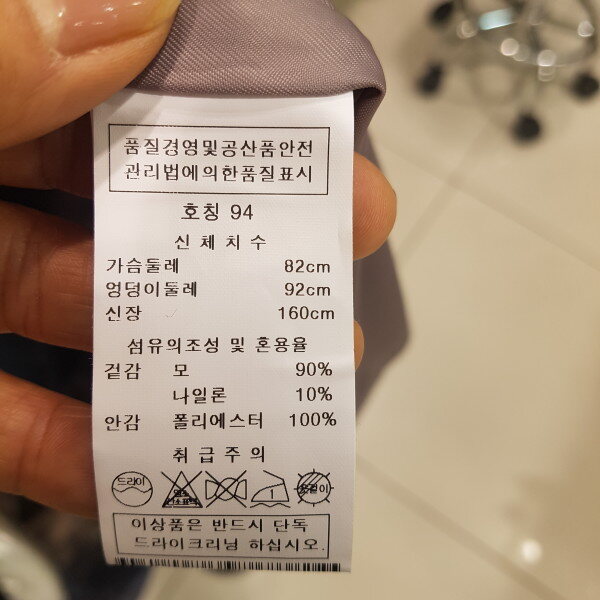 품질경영및공산품안전
관리법에의한품질표시
호칭 94
신체치수
가슴둘레 82cm
엉덩이둘레 92cm
신장 160cm
섬유의조성 및 혼용율
겉감 모 90%
나일론 10%
안감 폴리에스터 100%
취급주의
드라이 1 옷걸이
이상품은 반드시 단독
드라이크리닝 하십시오.